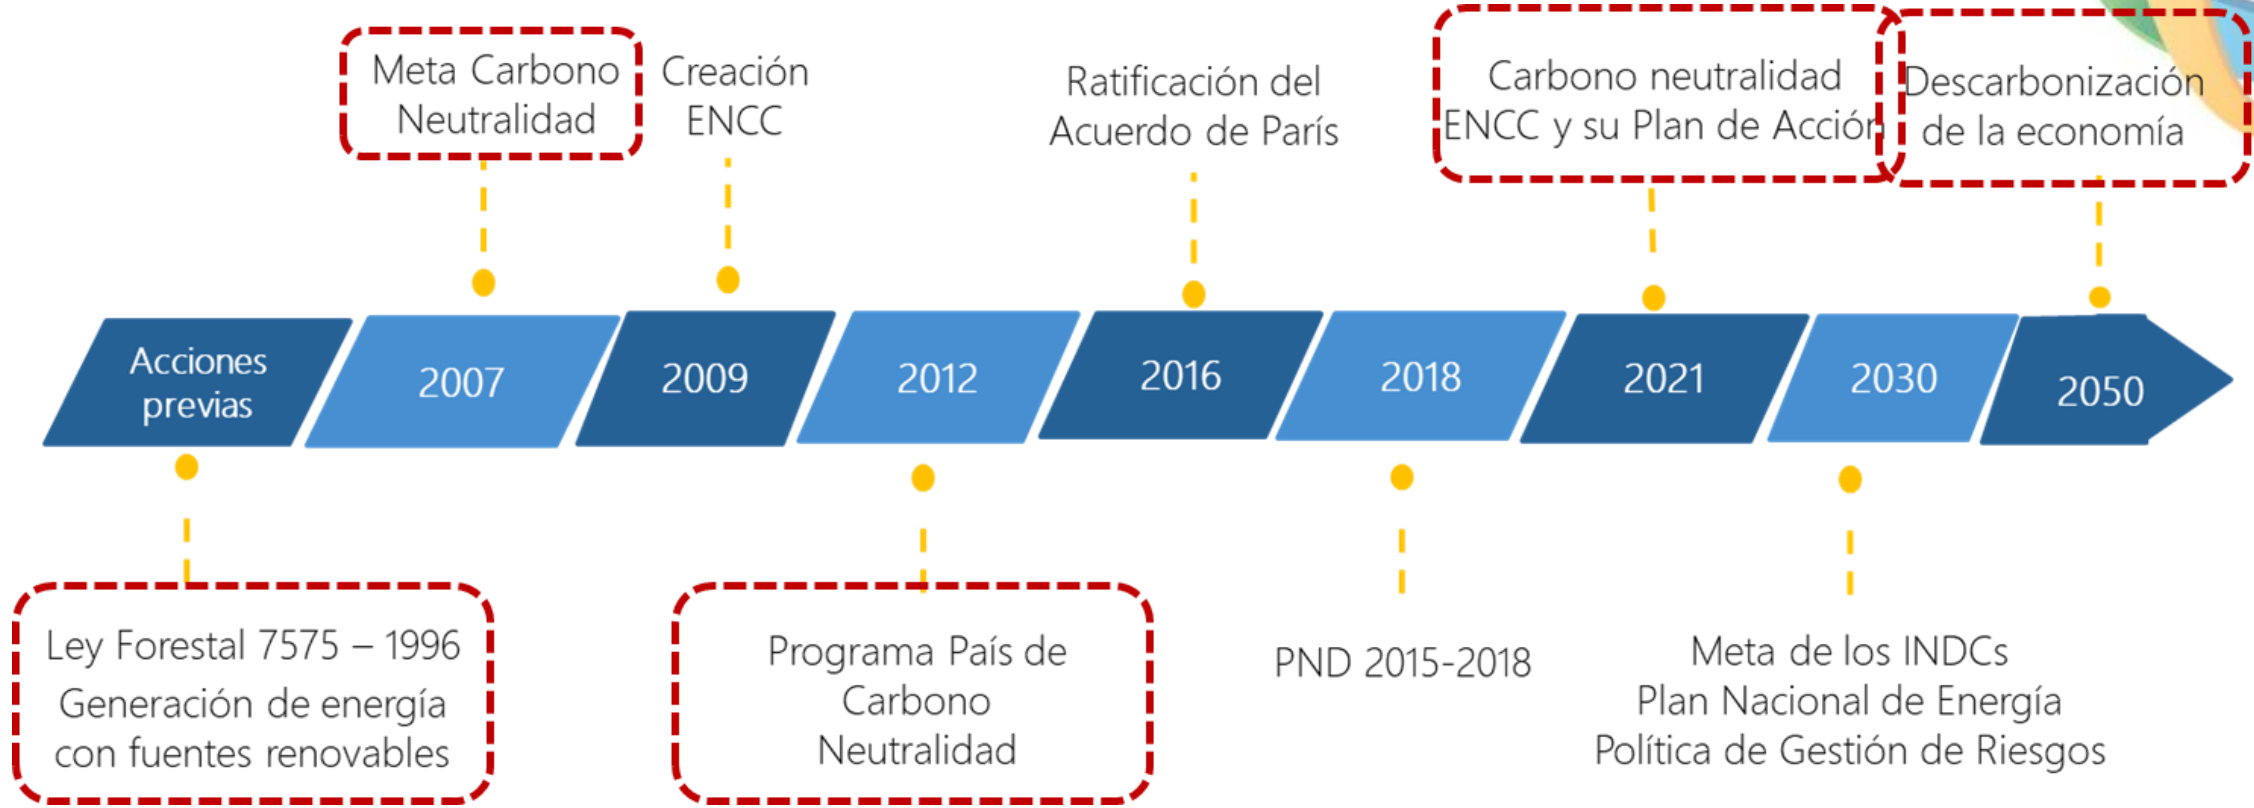 Meta Carbono
Neutralidad
Creación
ENCC
Ratificación del
Acuerdo de París
Carbono neutralidad
ENCC y su Plan de Acción
Descarbonización
de la economía
Acciones
previas
2007
2009
2012
2016
2018
2021
2030
2050
Ley Forestal 7575 – 1996
Generación de energía
con fuentes renovables
Programa País de
Carbono
Neutralidad
PND 2015-2018
Meta de los INDCs
Plan Nacional de Energía
Política de Gestión de Riesgos